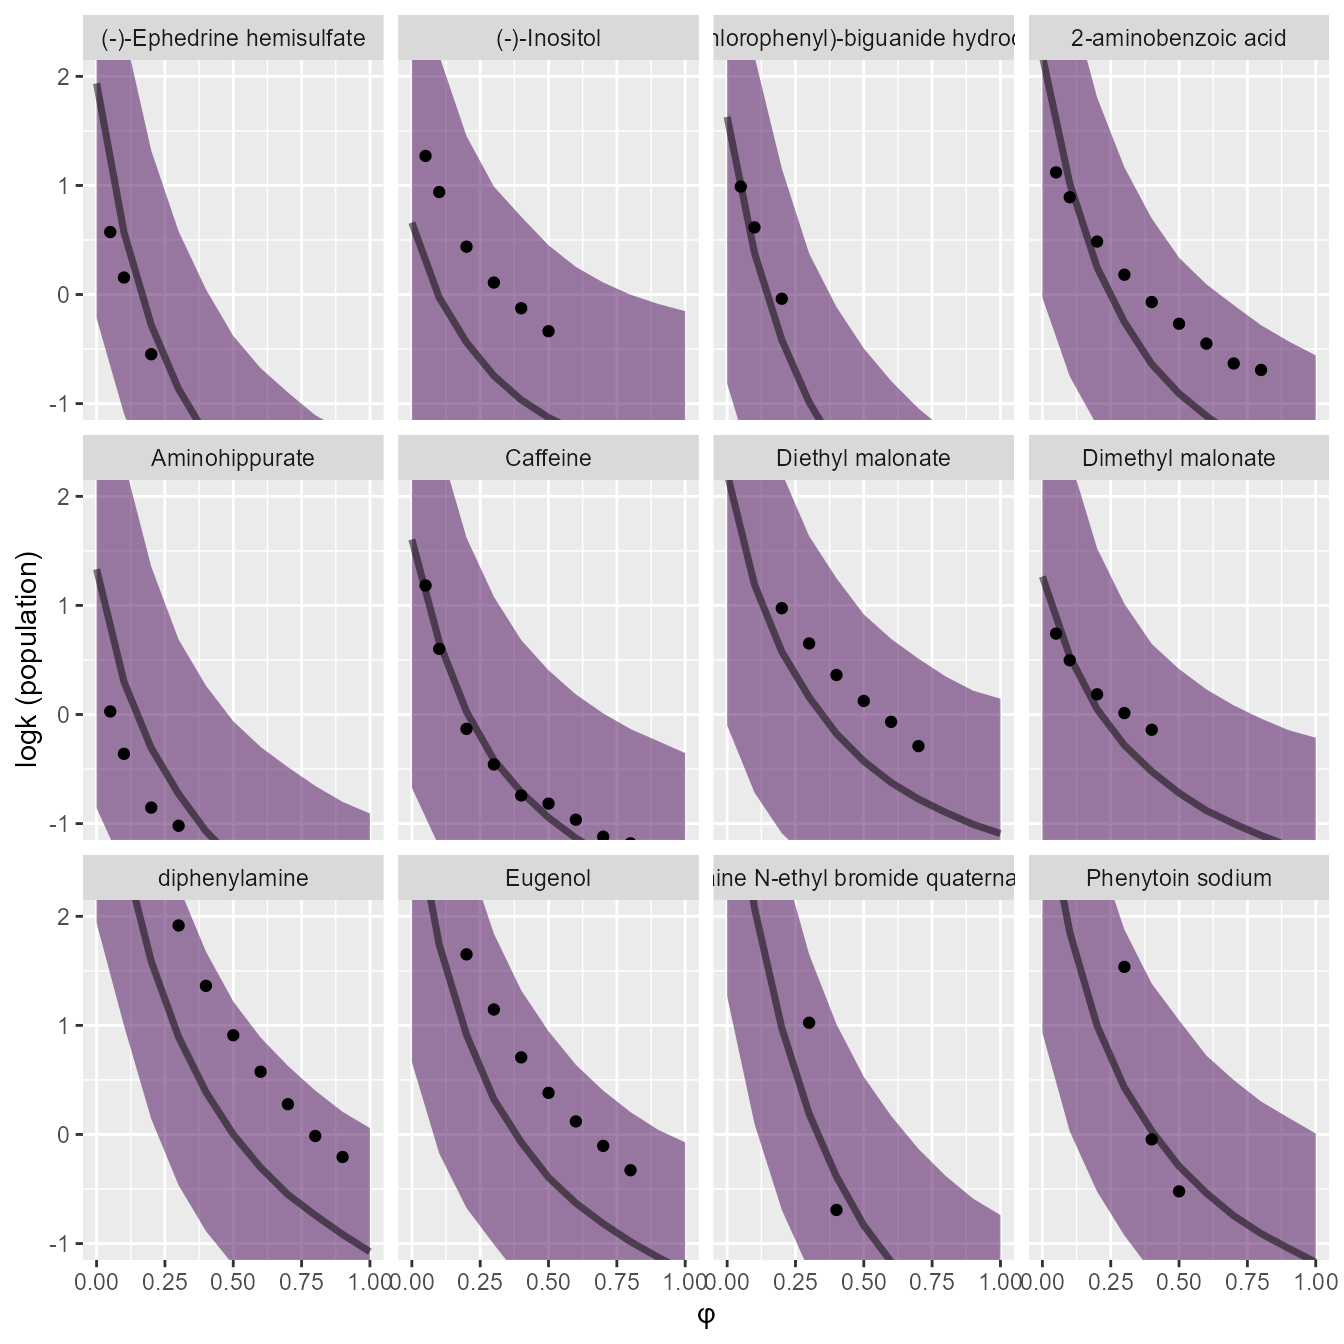 (-)-Ephedrine hemisulfate (-)-Inositol hlorophenyl)-biguanide hydroc 2-aminobenzoic acid
2
1
0
-1
Aminohippurate Caffeine Diethyl malonate Dimethyl malonate
2
1
0
-1
logk (population)
diphenylamine Eugenol ine N-ethyl bromide quaterna Phenytoin sodium
2
1
0
-1
0.00 0.25 0.50 0.75 1.00 0.00 0.25 0.50 0.75 1.00 0.00 0.25 0.50 0.75 1.00 0.00 0.25 0.50 0.75 1.00
φ